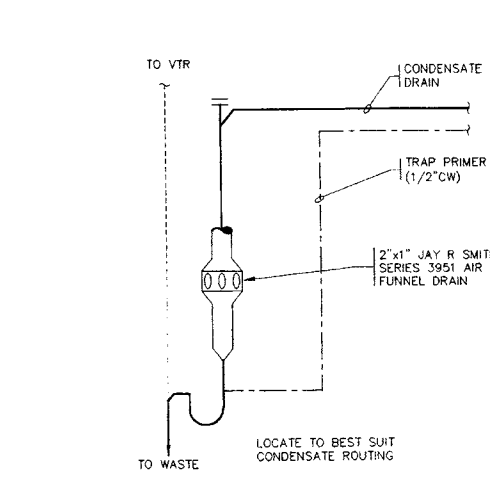 TO VTR
CONDENSATE
DRAIN
TRAP PRIMER
(1/2"CW)
2"x1" JAY R SMIT
SERIES 3951 AIR
FUNNEL DRAIN
LOCATE TO BEST SUIT
CONDENSATE ROUTING
TO WASTE